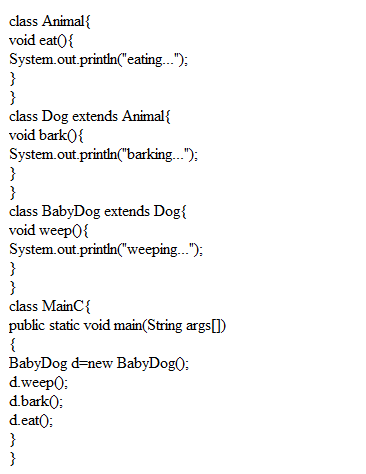 class Animal{
void eat(){
System.out.println("eating...");
}
}
class Dog extends Animal{
void bark(){
System.out.println("barking...");
}
}
class BabyDog extends Dog{
void weep(){
System.out.println("weeping...");
}
}
class MainC{
public static void main(String args[])
{
BabyDog d=new BabyDog();
d.weep();
d.bark();
d.eat();
}
}